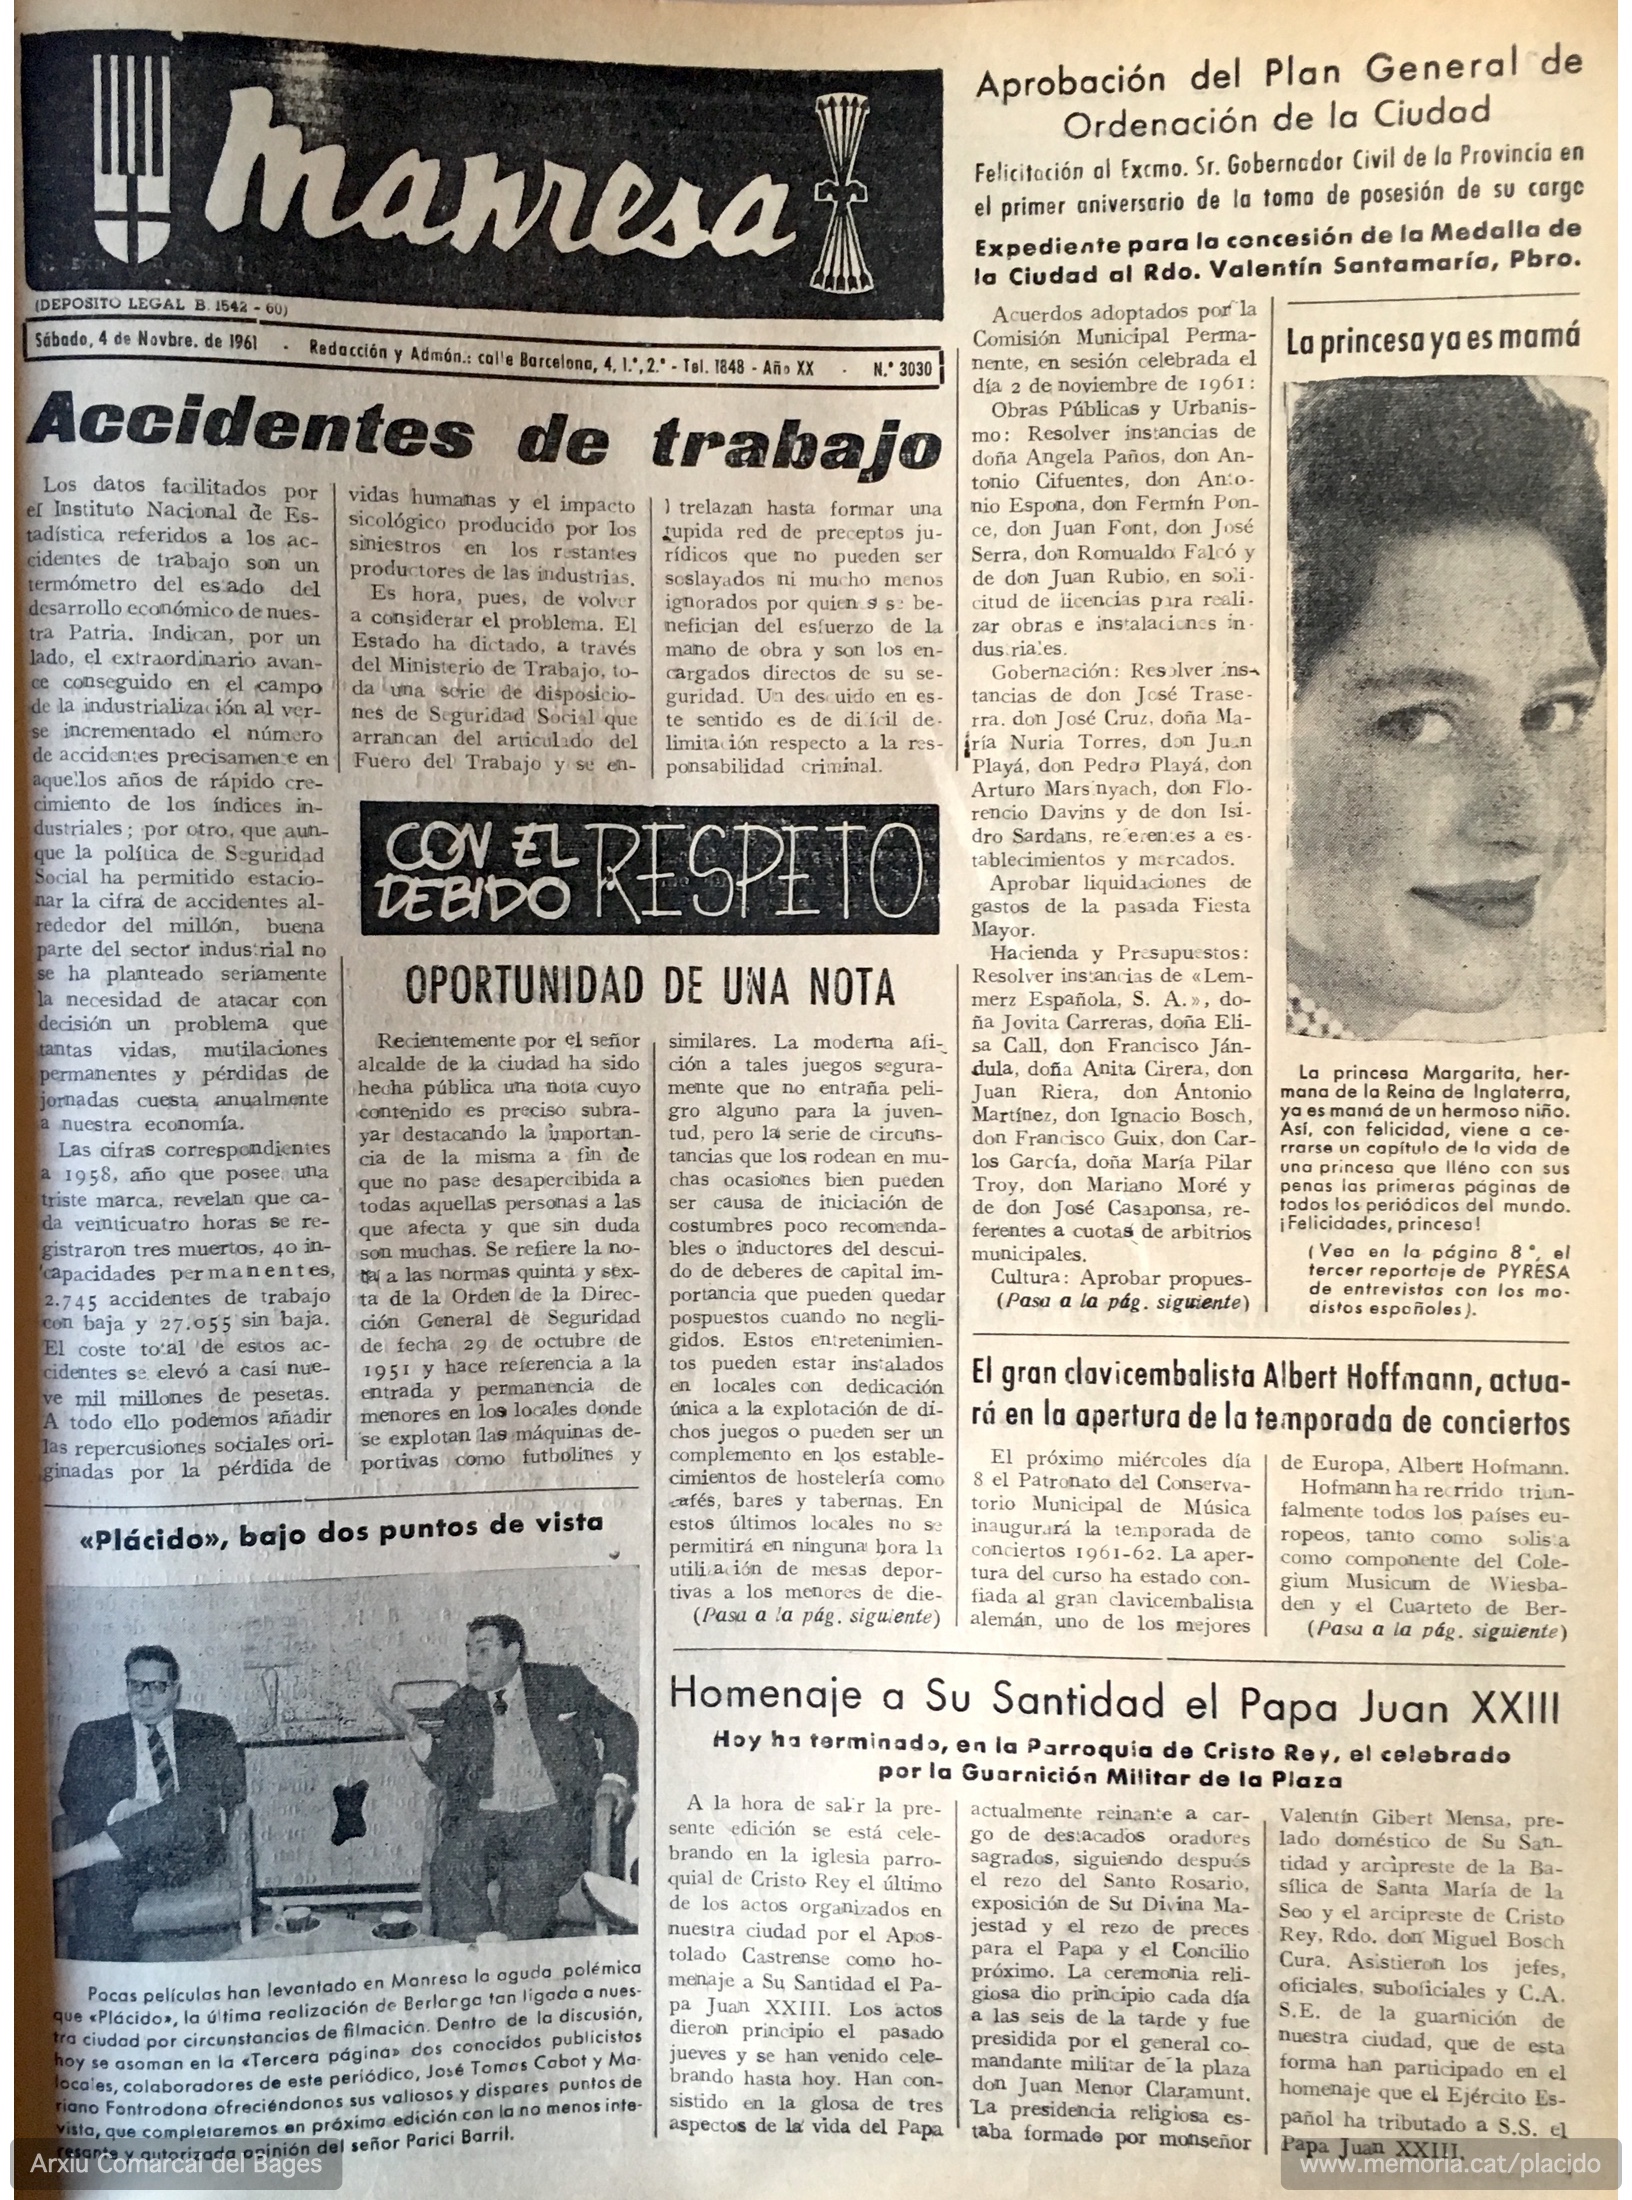 Manresa
(DEPOSITO LEGAL B. 1542 - 60)
Sábado, 4 de Novbre. de 1961 - Redacción y Admón.: calle Barcelona, 4, 1.°, 2.° - Tel. 1848 - Año XX - N.° 3030
Accidentes de trabajo
Los datos facilitados por
el Instituto Nacional de Es-
tadística referidos a los ac-
cidentes de trabajo son un
termómetro del estado del
desarrollo económico de nues-
tra Patria. Indican, por un
lado, el extraordinario avan-
ce conseguido en el campo
de la industrialización al ver-
se incrementado el número
de accidentes precisamente en
aquellos años de rápido cre-
cimiento de los índices in-
dustriales; por otro, que aun-
que la política de Seguridad
Social ha permitido estacio-
nar la cifra de accidentes al-
rededor del millón, buena
parte del sector industrial no
se ha planteado seriamente
la necesidad de atacar con
decisión un problema que
tantas vidas, mutilaciones
permanentes y pérdidas de
jornadas cuesta anualmente
a nuestra economía.
Las cifras correspondientes
a 1958, año que posee una
triste marca, revelan que ca-
da veinticuatro horas se re-
gistraron tres muertos, 40 in-
capacidades permanentes,
2.745 accidentes de trabajo
con baja y 27.055 sin baja.
El coste total de estos ac-
cidentes se elevó a casi nue-
ve mil millones de pesetas.
A todo ello podemos añadir
las repercusiones sociales ori-
ginadas por la pérdida de
vidas humanas y el impacto
sicológico producido por los
siniestros en los restantes
productores de las industrias.
Es hora, pues, de volver
a considerar el problema. El
Estado ha dictado, a través
del Ministerio de Trabajo, to-
da una serie de disposicio-
nes de Seguridad Social que
arrancan del articulado del
Fuero del Trabajo y se en-
trelazan hasta formar una
tupida red de preceptos ju-
rídicos que no pueden ser
soslayados ni mucho menos
ignorados por quien s se be-
nefician del esfuerzo de la
mano de obra y son los en-
cargados directos de su se-
guridad. Un descuido en es-
te sentido es de difícil de-
limitación respecto a la res-
ponsabilidad criminal.
CON EL DEBIDO RESPETO
OPORTUNIDAD DE UNA NOTA
Recientemente por el señor
alcalde de la ciudad ha sido
hecha pública una nota cuyo
contenido es preciso subra-
yar destacando la importan-
cia de la misma a fin de
que no pase desapercibida a
todas aquellas personas a las
que afecta y que sin duda
son muchas. Se refiere la no-
ta a las normas quinta y sex-
ta de la Orden de la Direc-
ción General de Seguridad
de fecha 29 de octubre de
1951 y hace referencia a la
entrada y permanencia de
menores en los locales donde
se explotan las máquinas de-
portivas como futbolines y
similares. La moderna afi-
ción a tales juegos segura-
mente que no entraña peli-
gro alguno para la juven-
tud, pero la serie de circuns-
tancias que los rodean en mu-
chas ocasiones bien pueden
ser causa de iniciación de
costumbres poco recomenda-
bles o inductores del descui-
do de deberes de capital im-
portancia que pueden quedar
pospuestos cuando no negli-
gidos. Estos entretenimien-
tos pueden estar instalados
en locales con dedicación
única a la explotación de di-
chos juegos o pueden ser un
complemento en los estable-
cimientos de hostelería como
cafés, bares y tabernas. En
estos últimos locales no se
permitirá en ninguna hora la
utilización de mesas depor-
tivas a los menores de die-
(Pasa a la pág. siguiente)
«Plácido», bajo dos puntos de vista
Pocas películas han levantado en Manresa la aguda polémica
que «Plácido», la última realización de Berlanga tan ligada a nues-
tra ciudad por circunstancias de filmación. Dentro de la discusión,
hoy se asoman en la «Tercera página» dos conocidos publicistas
locales, colaboradores de este periódico, José Tomás Cabot y Ma-
riano Fontrodona ofreciéndonos sus valiosos y dispares puntos de
vista, que completaremos en próxima edición con la no menos inte-
resante y autorizada opinión del señor Parici Barril.
Aprobación del Plan General de
Ordenación de la Ciudad
Felicitación al Excmo. Sr. Gobernador Civil de la Provincia en
el primer aniversario de la toma de posesión de su cargo
Expediente para la concesión de la Medalla de
la Ciudad al Rdo. Valentín Santamaría, Pbro.
Acuerdos adoptados por la
Comisión Municipal Perma-
nente, en sesión celebrada el
día 2 de noviembre de 1961:
Obras Públicas y Urbanis-
mo: Resolver instancias de
doña Angela Paños, don An-
tonio Cifuentes, don Anto-
nio Espona, don Fermín Pon-
ce, don Juan Font, don José
Serra, don Romualdo Falcó y
de don Juan Rubio, en soli-
citud de licencias para reali-
zar obras e instalaciones in-
dustriales.
Gobernación: Resolver ins-
tancias de don José Trase-
rra, don José Cruz, doña Ma-
ría Nuria Torres, don Juan
Playá, don Pedro Playá, don
Arturo Marsinyach, don Flo-
rencio Davins y de don Isi-
dro Sardans, referentes a es-
tablecimientos y mercados.
Aprobar liquidaciones de
gastos de la pasada Fiesta
Mayor.
Hacienda y Presupuestos:
Resolver instancias de «Lem-
merz Española, S. A.», do-
ña Jovita Carreras, doña Eli-
sa Call, don Francisco Ján-
dula, doña Anita Cirera, don
Juan Riera, don Antonio
Martínez, don Ignacio Bosch,
don Francisco Guix, don Car-
los García, doña María Pilar
Troy, don Mariano Moré y
de don José Casaponsa, re-
ferentes a cuotas de arbitrios
municipales.
Cultura: Aprobar propues-
(Pasa a la pág. siguiente)
La princesa ya es mamá
La princesa Margarita, her-
mana de la Reina de Inglaterra,
ya es mamá de un hermoso niño.
Así, con felicidad, viene a ce-
rrarse un capítulo de la vida de
una princesa que llénó con sus
penas las primeras páginas de
todos los periódicos del mundo.
¡Felicidades, princesa!
(Vea en la página 8°, el
tercer reportaje de PYRESA
de entrevistas con los mo-
distos españoles).
El gran clavicembalista Albert Hoffmann, actua-
rá en la apertura de la temporada de conciertos
El próximo miércoles día
8 el Patronato del Conserva-
torio Municipal de Música
inaugurará la temporada de
conciertos 1961-62. La aper-
tura del curso ha estado con-
fiada al gran clavicembalista
alemán, uno de los mejores
de Europa, Albert Hofmann.
Hofmann ha recrrido triun-
falmente todos los países eu-
ropeos, tanto como solista
como componente del Cole-
gium Musicum de Wiesba-
den y el Cuarteto de Ber-
(Pasa a la pág. siguiente)
Homenaje a Su Santidad el Papa Juan XXIII
Hoy ha terminado, en la Parroquia de Cristo Rey, el celebrado
por la Guarnición Militar de la Plaza
A la hora de salir la pre-
sente edición se está cele-
brando en la iglesia parro-
quial de Cristo Rey el último
de los actos organizados en
nuestra ciudad por el Apos-
tolado Castrense como ho-
menaje a Su Santidad el Pa-
pa Juan XXIII. Los actos
dieron principio el pasado
jueves y se han venido cele-
brando hasta hoy. Han con-
sistido en la glosa de tres
aspectos de la vida del Papa
actualmente reinante a car-
go de destacados oradores
sagrados, siguiendo después
el rezo del Santo Rosario,
exposición de Su Divina Ma-
jestad y el rezo de preces
para el Papa y el Concilio
próximo. La ceremonia reli-
giosa dio principio cada día
a las seis de la tarde y fue
presidida por el general co-
mandante militar de la plaza
don Juan Menor Claramunt.
La presidencia religiosa es-
taba formada por monseñor
Valentín Gibert Mensa, pre-
lado doméstico de Su San-
tidad y arcipreste de la Ba-
sílica de Santa María de la
Seo y el arcipreste de Cristo
Rey, Rdo. don Miguel Bosch
Cura. Asistieron los jefes,
oficiales, suboficiales y C.A.
S.E. de la guarnición de
nuestra ciudad, que de esta
forma han participado en el
homenaje que el Ejército Es-
pañol ha tributado a S.S. el
Papa Juan XXIII.
Arxiu Comarcal del Bages
www.memoria.cat/placido